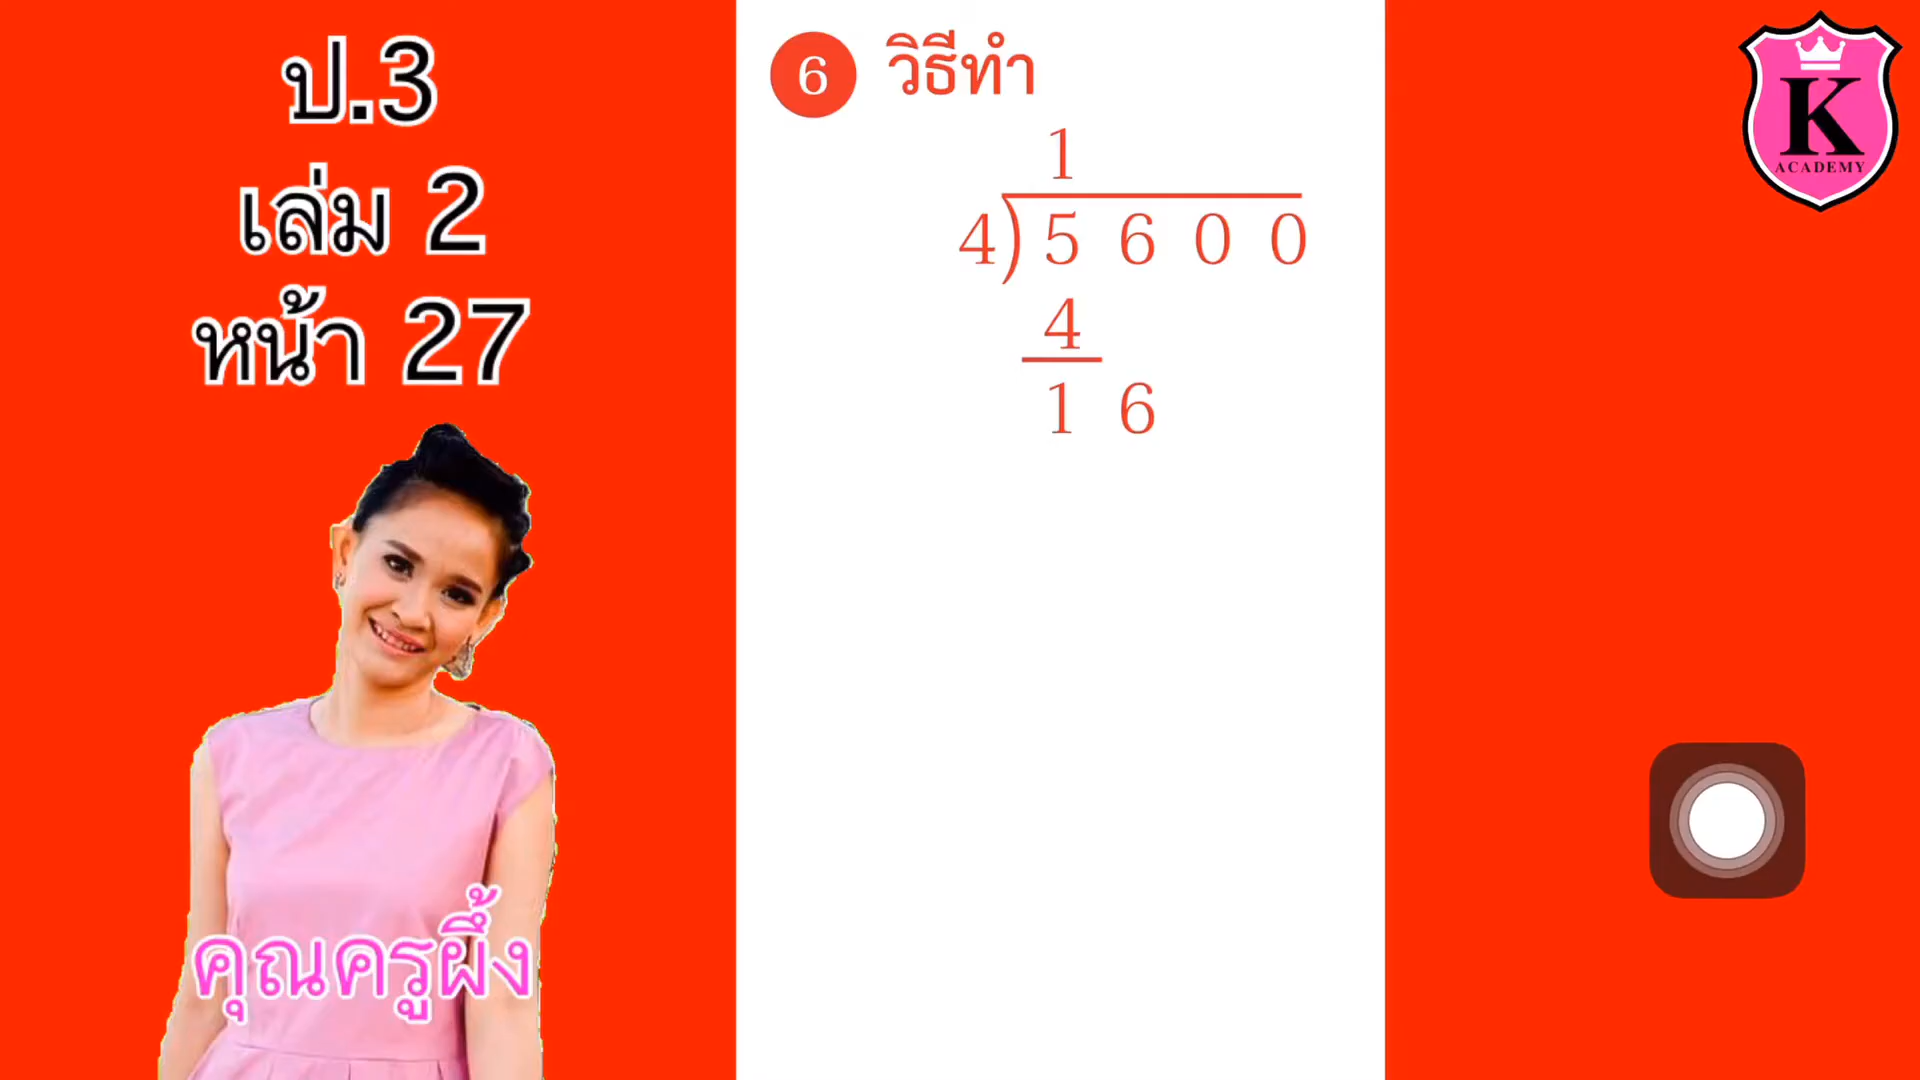 ป.3
เล่ม 2
หน้า 27
คุณครูผึ้ง
6 วิธีทำ
1
4) 5 6 0 0
4
1 6
K
ACADEMY